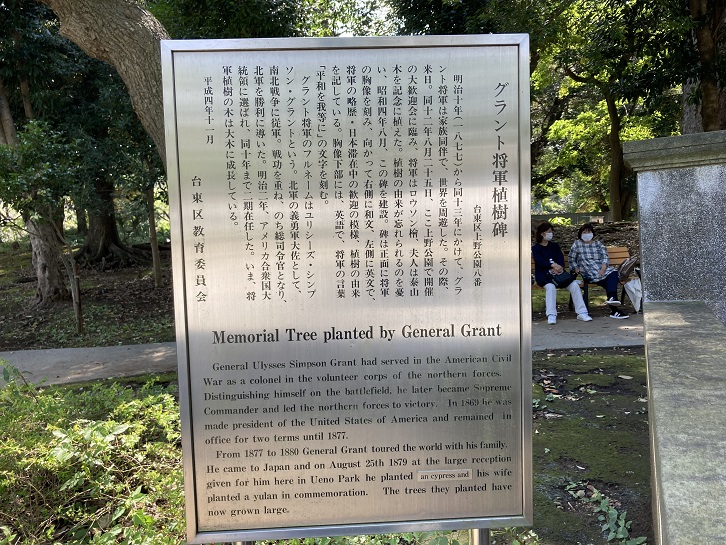 グラント将軍植樹碑
台東区上野公園八番
明治十年（一八七七）から同十三年にかけて、グラ
ント将軍は家族同伴で、世界を周遊した。その際、
来日。同十二年八月二十五日、ここ上野公園で開催
の大歓迎会に臨み、将軍はロウソン檜、夫人は泰山
木を記念に植えた。植樹の由来が忘れられるのを憂
い、昭和四年八月、この碑を建設。碑は正面に将軍
の胸像を刻み、向かって右側に和文、左側に英文で、
将軍の略歴・日本滞在中の歓迎の模様、植樹の由来
を記している。胸像下部には、英語で、将軍の言葉
「平和を我等に」の文字を刻む。
グラント将軍のフルネームはユリシーズ・シンプ
ソン・グラントという。北軍の義勇軍大佐として、
南北戦争に従軍。戦功を重ね、のち総司令官となり、
北軍を勝利に導いた。明治二年、アメリカ合衆国大
統領に選ばれ、同十年まで二期在任した。いま、将
軍植樹の木は大木に成長している。
平成四年十一月
台東区教育委員会
Memorial Tree planted by General Grant
General Ulysses Simpson Grant had served in the American Civil
War as a colonel in the volunteer corps of the northern forces.
Distinguishing himself on the battlefield, he later became Supreme
Commander and led the northern forces to victory. In 1869 he was
made president of the United States of America and remained in
office for two terms until 1877.
From 1877 to 1880 General Grant toured the world with his family.
He came to Japan and on August 25th 1879 at the large reception
given for him here in Ueno Park he planted an cypress and his wife
planted a yulan in commemoration. The trees they planted have
now grown large.